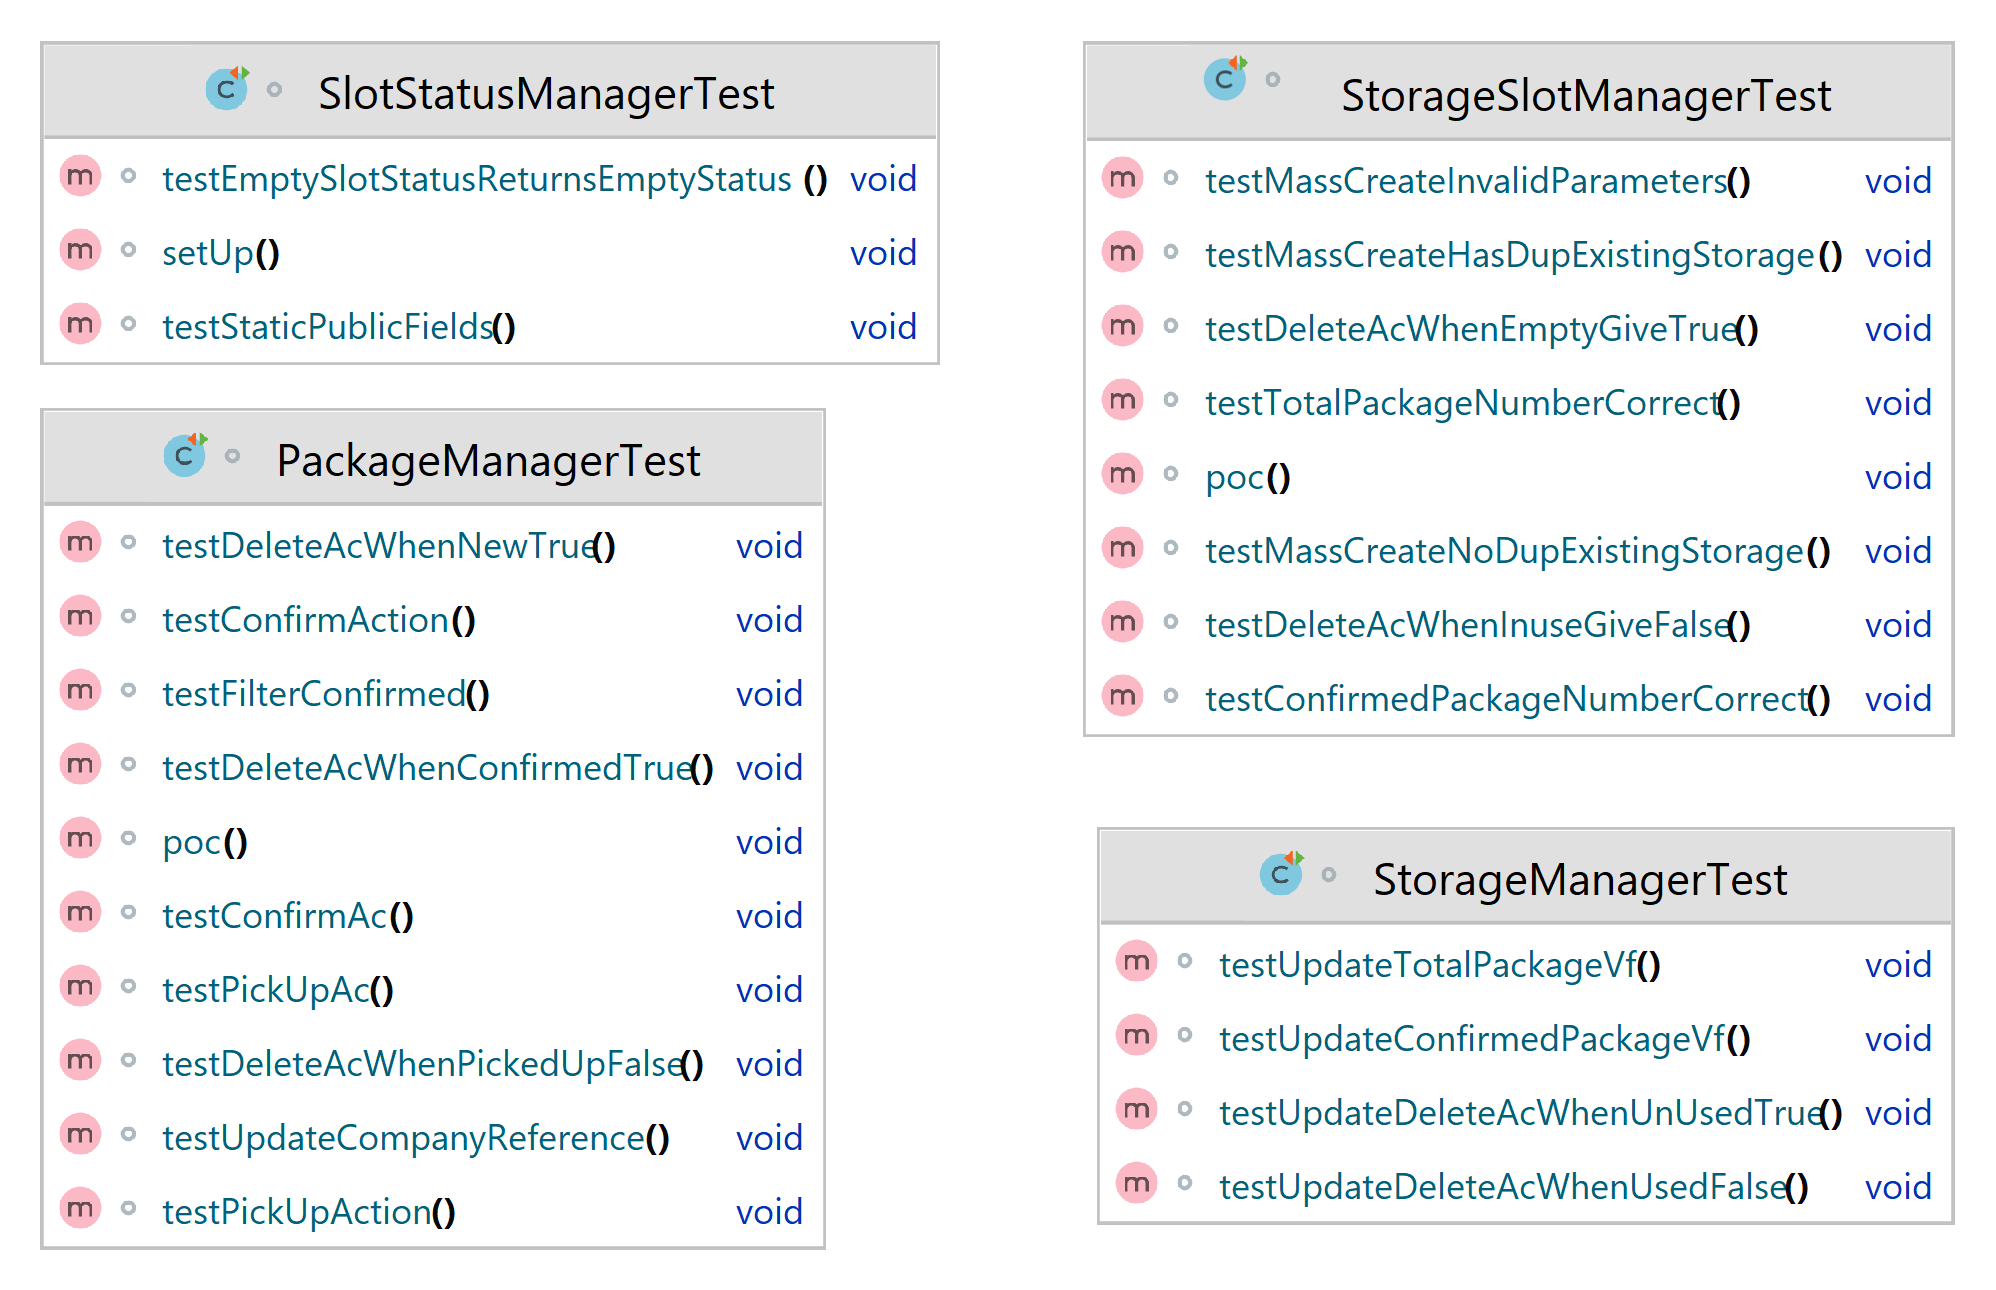 SlotStatusManagerTest
testEmptySlotStatusReturnsEmptyStatus () void
setUp() void
testStaticPublicFields() void
PackageManagerTest
testDeleteAcWhenNewTrue() void
testConfirmAction() void
testFilterConfirmed() void
testDeleteAcWhenConfirmedTrue() void
poc() void
testConfirmAc() void
testPickUpAc() void
testDeleteAcWhenPickedUpFalse() void
testUpdateCompanyReference() void
testPickUpAction() void
StorageSlotManagerTest
testMassCreateInvalidParameters() void
testMassCreateHasDupExistingStorage() void
testDeleteAcWhenEmptyGiveTrue() void
testTotalPackageNumberCorrect() void
poc() void
testMassCreateNoDupExistingStorage() void
testDeleteAcWhenInuseGiveFalse() void
testConfirmedPackageNumberCorrect() void
StorageManagerTest
testUpdateTotalPackageVf() void
testUpdateConfirmedPackageVf() void
testUpdateDeleteAcWhenUnUsedTrue() void
testUpdateDeleteAcWhenUsedFalse() void